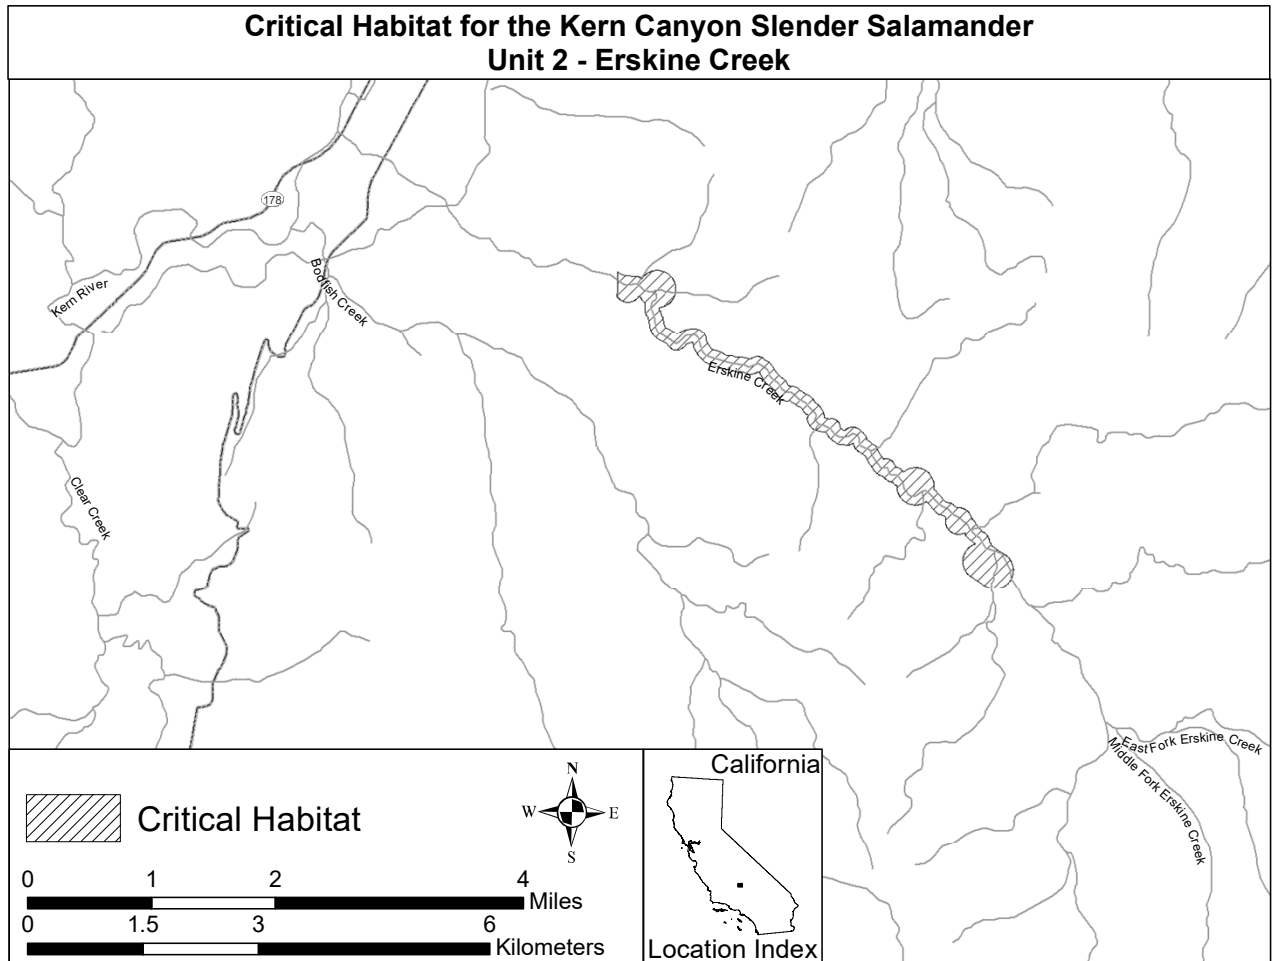 Critical Habitat for the Kern Canyon Slender Salamander
Unit 2 - Erskine Creek
178
Kern River
Bodfish Creek
Erskine Creek
Clear Creek
East Fork Erskine Creek
Middle Fork Erskine Creek
Critical Habitat
N
W E
S
0 1 2 4
Miles
0 1.5 3 6
Kilometers
California
Location Index